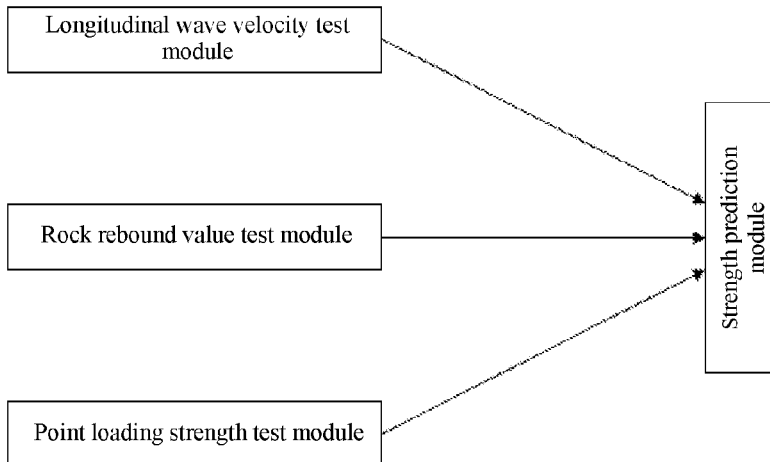 Longitudinal wave velocity test
module
Rock rebound value test module
Point loading strength test module
Strength prediction
module